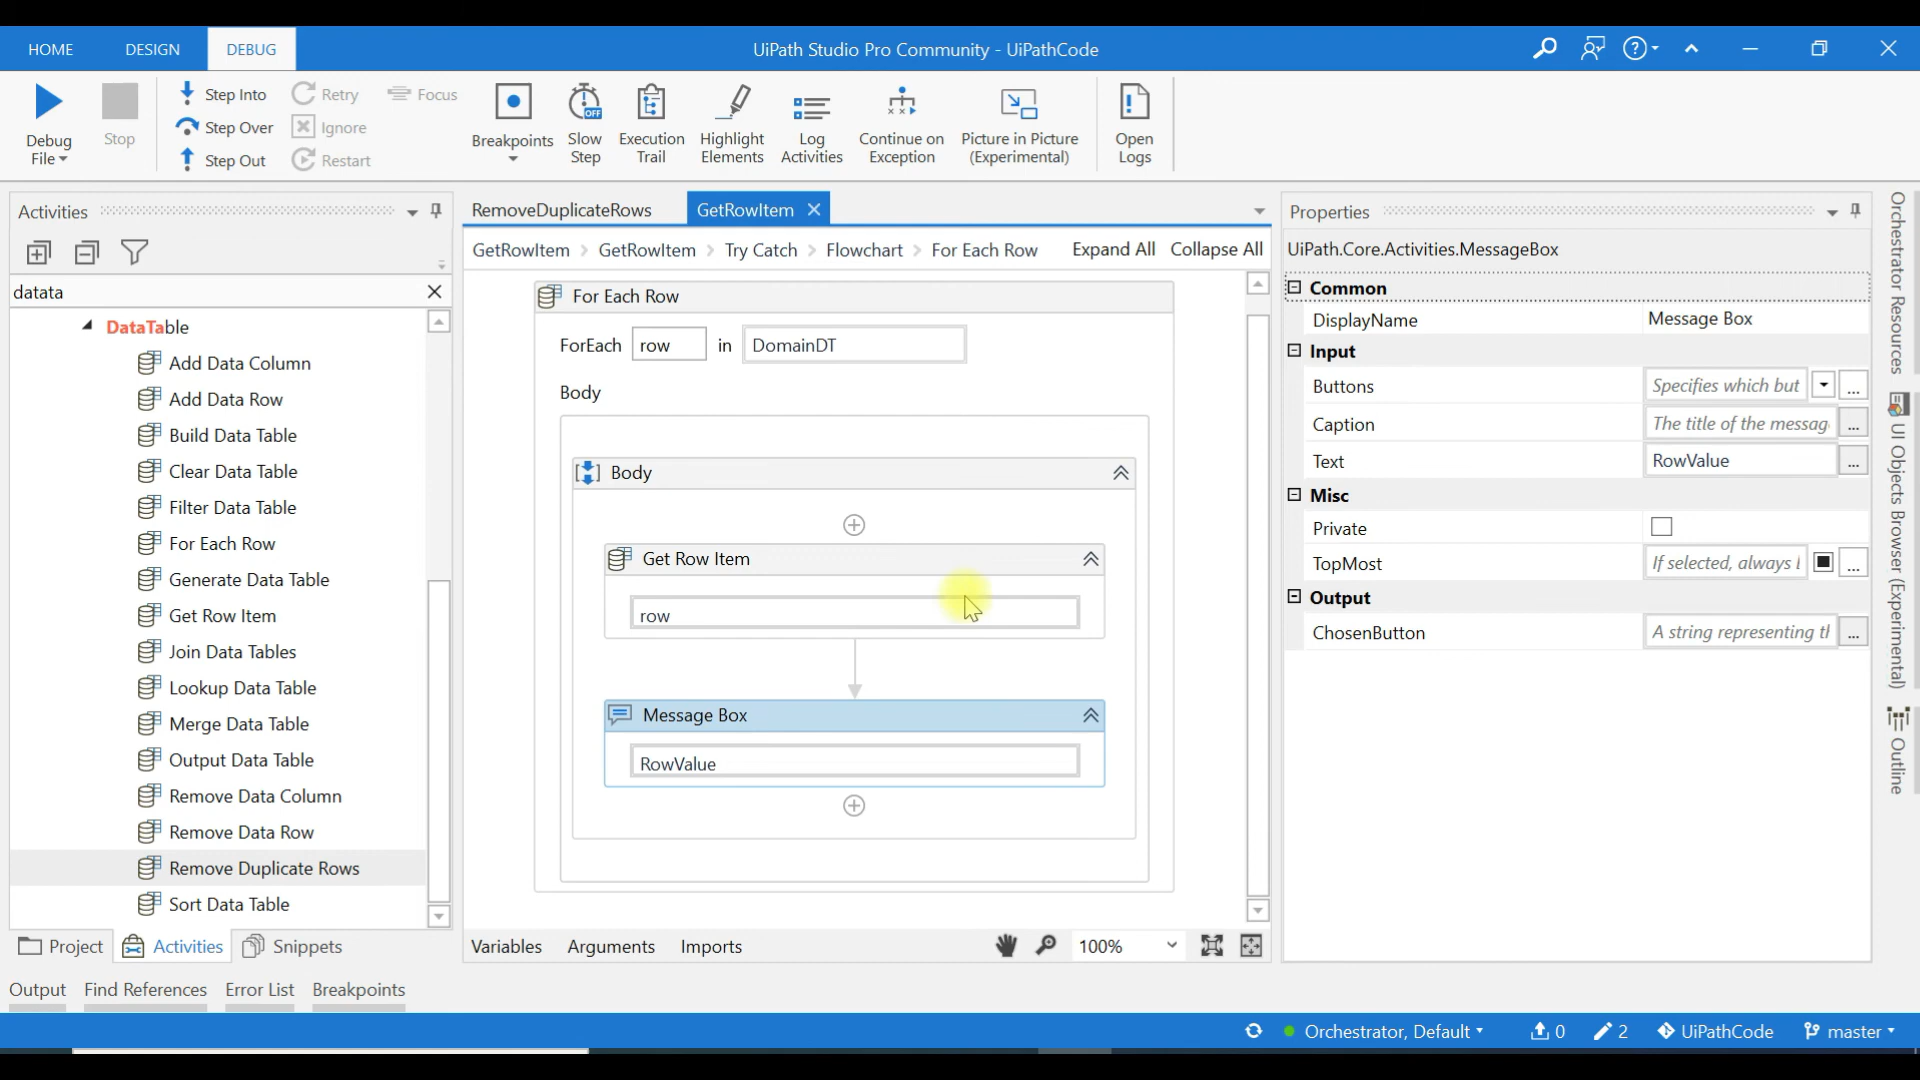 HOME DESIGN DEBUG UiPath Studio Pro Community - UiPathCode
Debug File
Stop
Step Into
Step Over
Step Out
Retry
Ignore
Restart
Focus
Breakpoints
Slow Step
Execution Trail
Highlight Elements
Log Activities
Continue on Exception
Picture in Picture (Experimental)
Open Logs
Activities
datata
DataTable
Add Data Column
Add Data Row
Build Data Table
Clear Data Table
Filter Data Table
For Each Row
Generate Data Table
Get Row Item
Join Data Tables
Lookup Data Table
Merge Data Table
Output Data Table
Remove Data Column
Remove Data Row
Remove Duplicate Rows
Sort Data Table
Project Activities Snippets
RemoveDuplicateRows GetRowItem
GetRowItem GetRowItem Try Catch Flowchart For Each Row Expand All Collapse All
For Each Row
ForEach row in DomainDT
Body
Body
Get Row Item
row
Message Box
RowValue
Variables Arguments Imports 100%
Properties
UiPath.Core.Activities.MessageBox
Common
DisplayName Message Box
Input
Buttons Specifies which but ...
Caption The title of the messag ...
Text RowValue ...
Misc
Private
TopMost If selected, always l ...
Output
ChosenButton A string representing tl ...
Orchestrator Resources
UI Objects Browser (Experimental)
Outline
Output Find References Error List Breakpoints
Orchestrator, Default 0 2 UiPathCode master